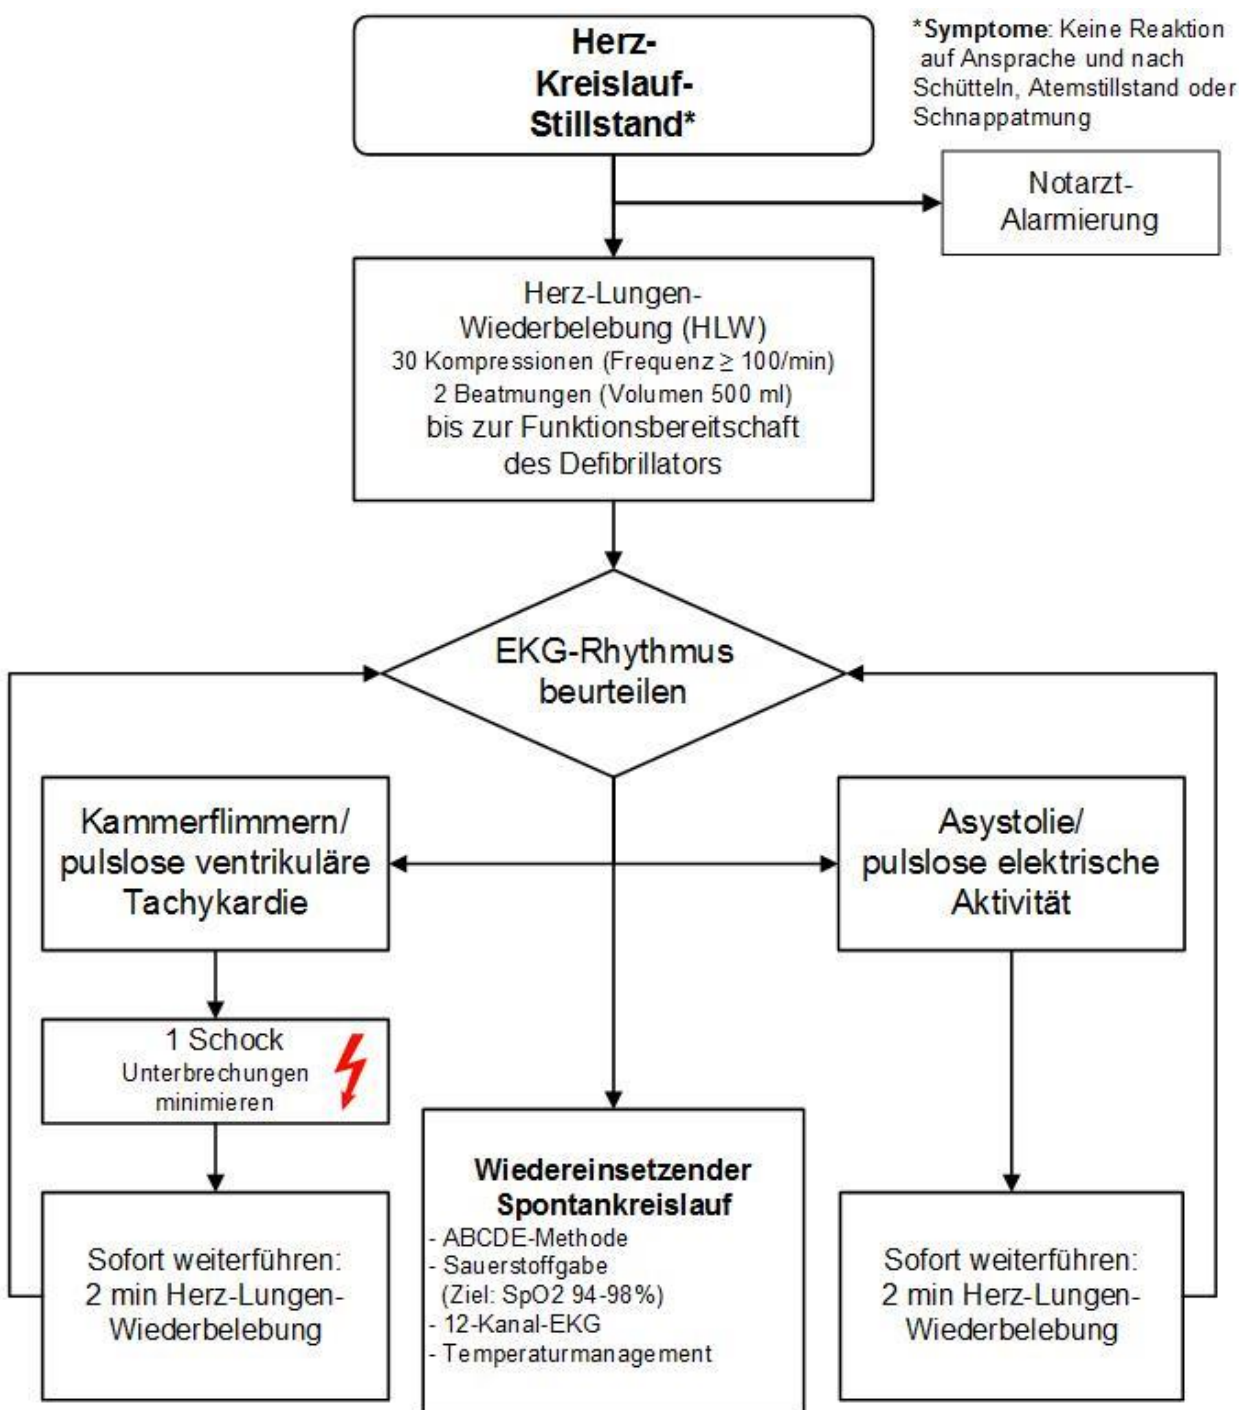 Herz-
Kreislauf-
Stillstand*
*Symptome: Keine Reaktion
auf Ansprache und nach
Schütteln, Atemstillstand oder
Schnappatmung
Notarzt-
Alarmierung
Herz-Lungen-
Wiederbelebung (HLW)
30 Kompressionen (Frequenz ≥ 100/min)
2 Beatmungen (Volumen 500 ml)
bis zur Funktionsbereitschaft
des Defibrillators
EKG-Rhythmus
beurteilen
Kammerflimmern/
pulslose ventrikuläre
Tachykardie
Asystolie/
pulslose elektrische
Aktivität
1 Schock
Unterbrechungen
minimieren
Sofort weiterführen:
2 min Herz-Lungen-
Wiederbelebung
Wiedereinsetzender
Spontankreislauf
- ABCDE-Methode
- Sauerstoffgabe
(Ziel: SpO2 94-98%)
- 12-Kanal-EKG
- Temperaturmanagement
Sofort weiterführen:
2 min Herz-Lungen-
Wiederbelebung